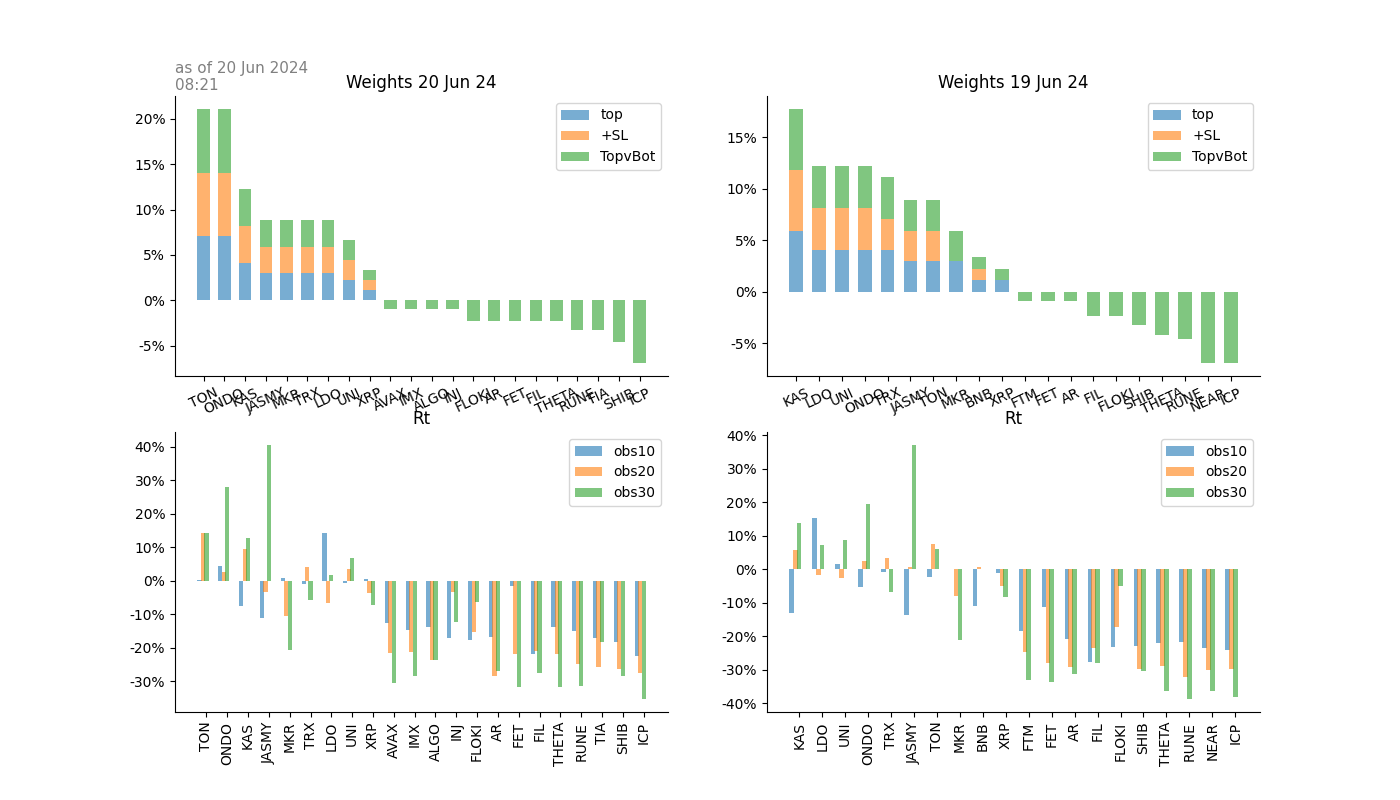 as of 20 Jun 2024
08:21
Weights 20 Jun 24
20%
15%
10%
5%
0%
-5%
top
+SL
TopvBot
TON ONDO KAS JASMY MKR TRX LDO UNI XRP AVAX IMX ALGO INJ FLOKI AR FET FIL THETA RUNE TIA SHIB ICP
Weights 19 Jun 24
15%
10%
5%
0%
-5%
top
+SL
TopvBot
KAS LDO UNI ONDO TRX JASMY TON MKR BNB XRP FTM FET AR FIL FLOKI SHIB THETA RUNE NEAR ICP
Rt
40%
30%
20%
10%
0%
-10%
-20%
-30%
obs10
obs20
obs30
TON ONDO KAS JASMY MKR TRX LDO UNI XRP AVAX IMX ALGO INJ FLOKI AR FET FIL THETA RUNE TIA SHIB ICP
Rt
40%
30%
20%
10%
0%
-10%
-20%
-30%
-40%
obs10
obs20
obs30
KAS LDO UNI ONDO TRX JASMY TON MKR BNB XRP FTM FET AR FIL FLOKI SHIB THETA RUNE NEAR ICP